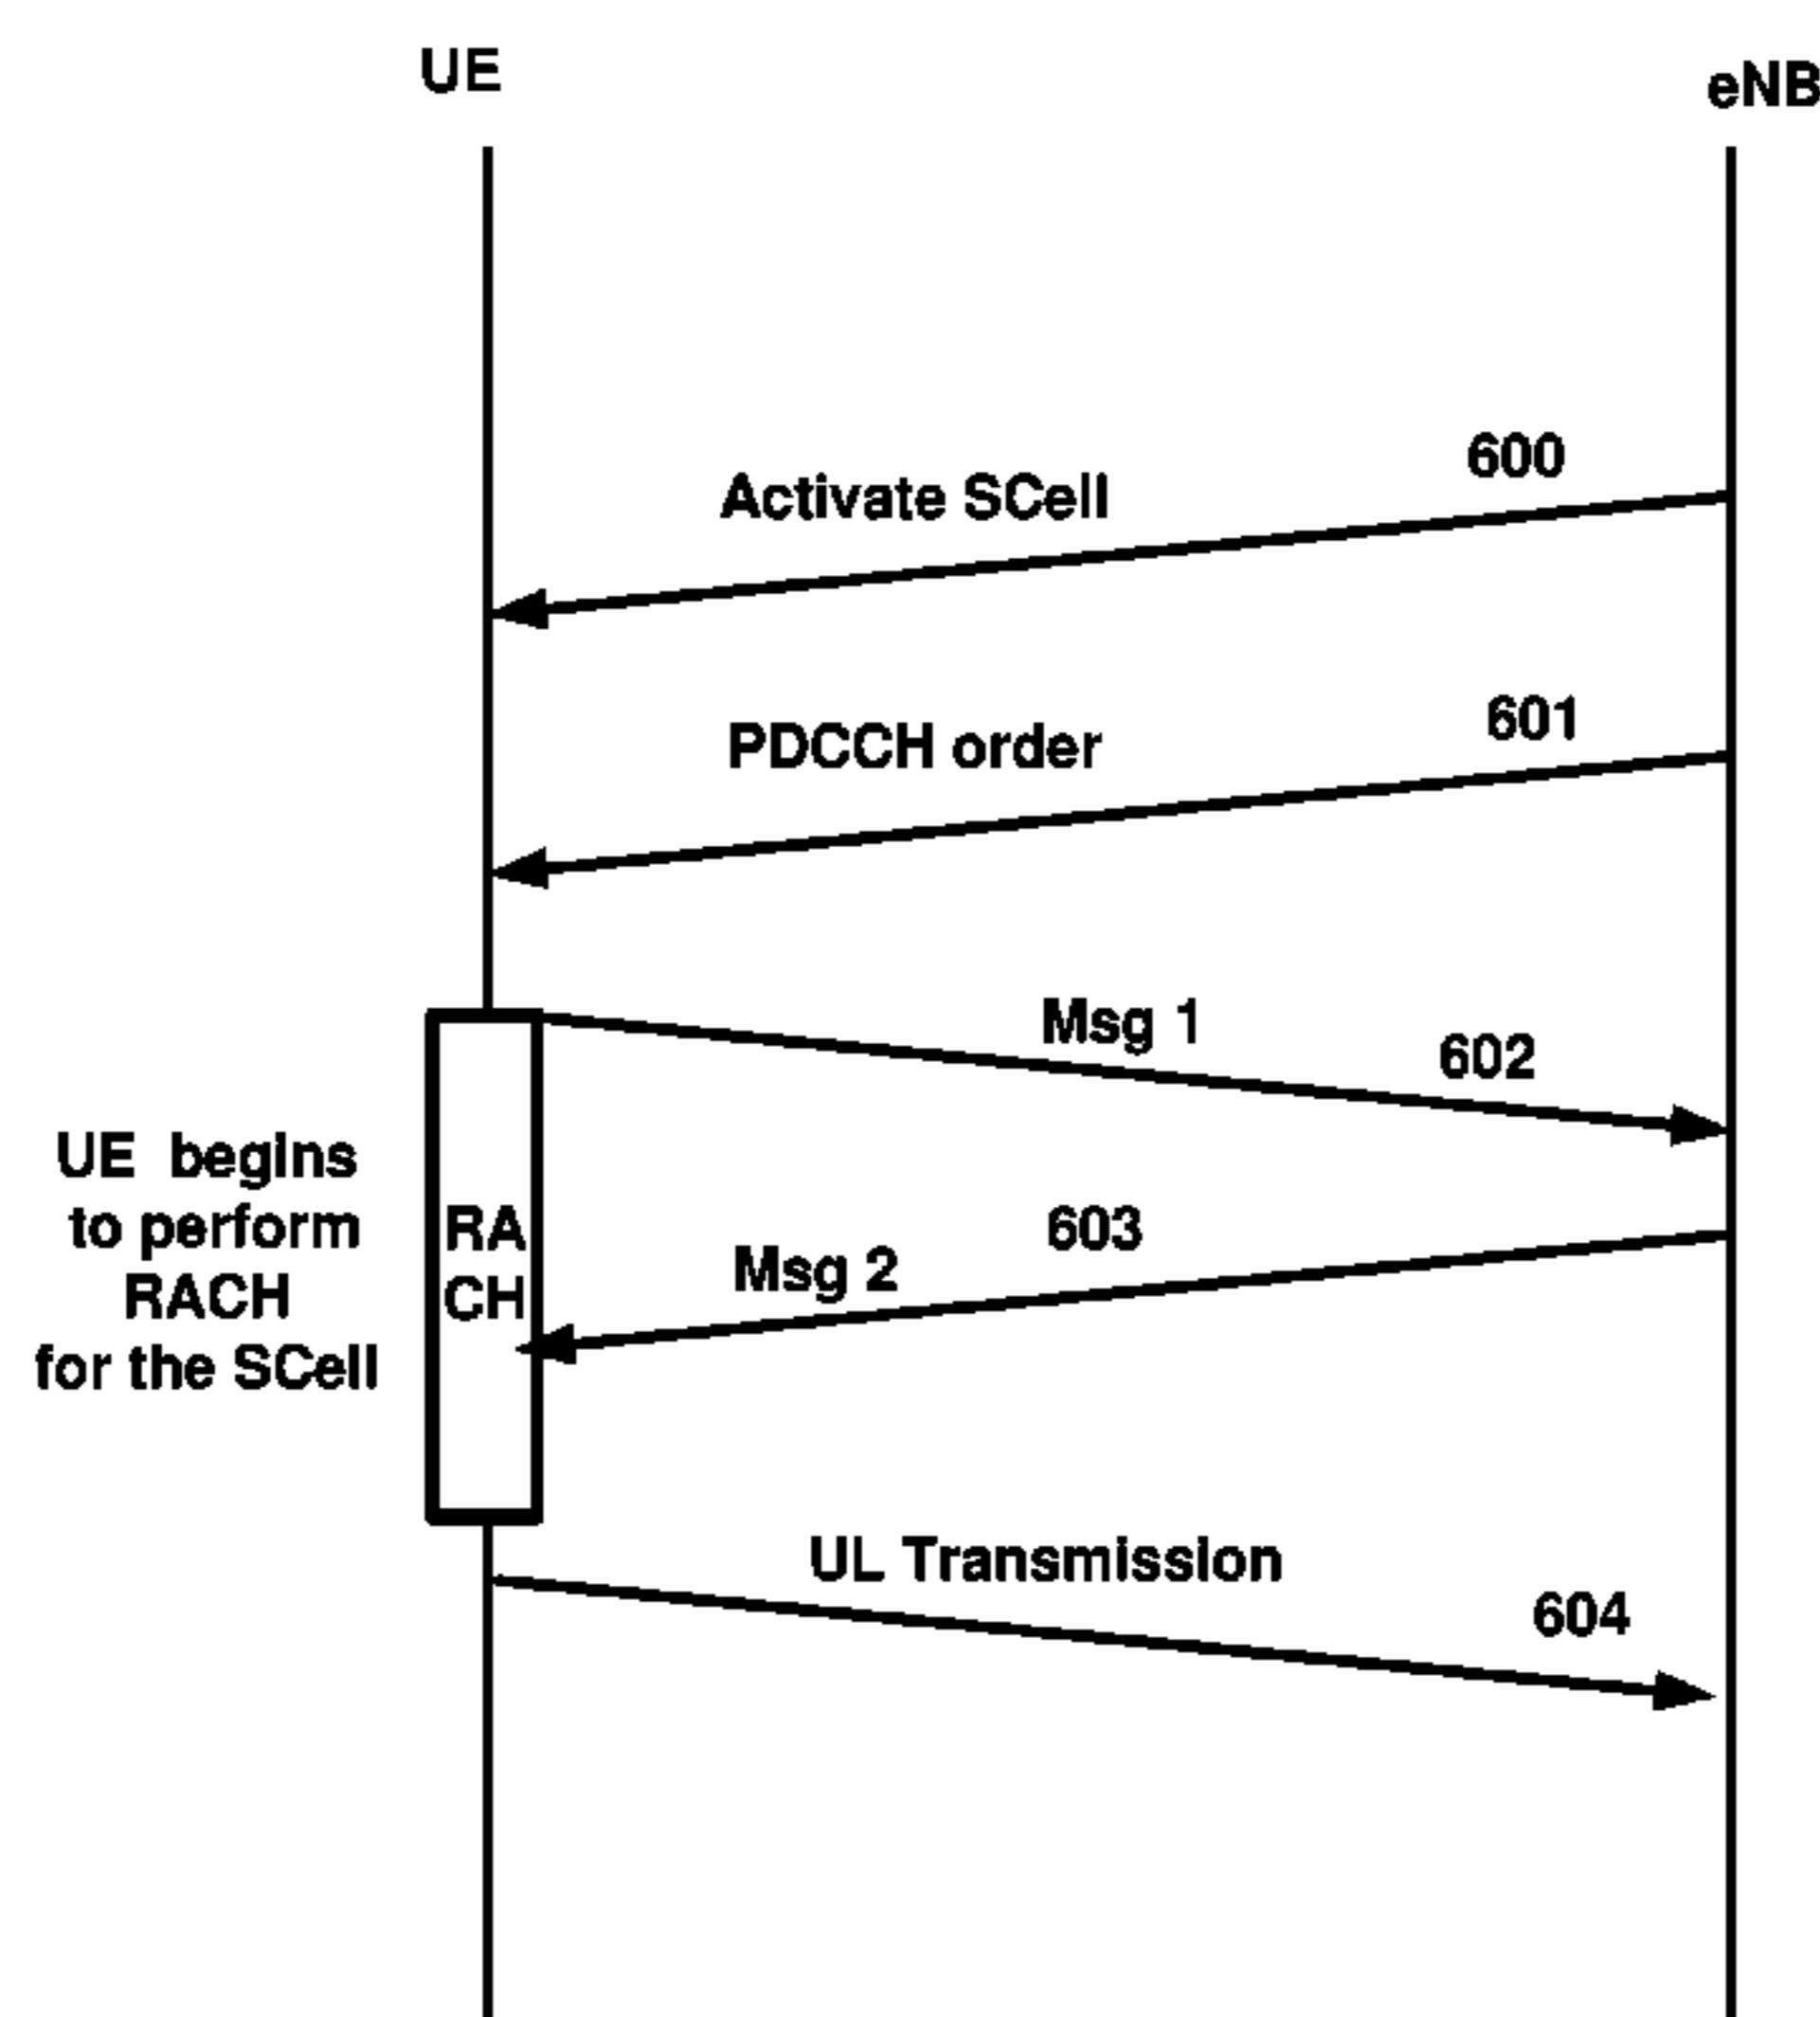 UE
eNB
600
Activate SCell
601
PDCCH order
Msg 1
602
UE begins
to perform
RACH
for the SCell
RA
CH
603
Msg 2
UL Transmission
604